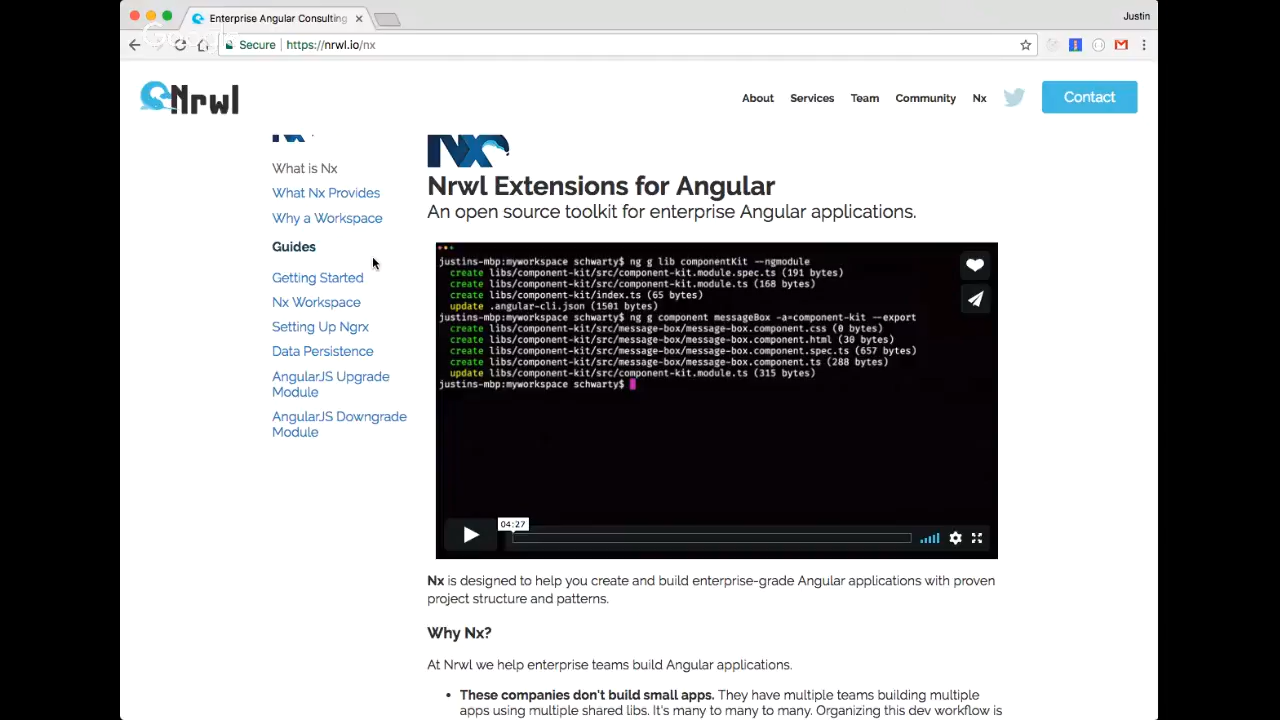 Enterprise Angular Consulting
Justin
Google
Secure https://nrwl.io/nx
Nrwl
About Services Team Community Nx Contact
What is Nx
What Nx Provides
Why a Workspace
Guides
Getting Started
Nx Workspace
Setting Up Ngrx
Data Persistence
AngularJS Upgrade
Module
AngularJS Downgrade
Module
NX
Nrwl Extensions for Angular
An open source toolkit for enterprise Angular applications.
justins-mbp:myworkspace schwarty$ ng g lib componentKit --ngmodule
create libs/component-kit/src/component-kit.module.spec.ts (191 bytes)
create libs/component-kit/src/component-kit.module.ts (168 bytes)
create libs/component-kit/index.ts (65 bytes)
update .angular-cli.json (1501 bytes)
justins-mbp:myworkspace schwarty$ ng g component messageBox -a=component-kit --export
create libs/component-kit/src/message-box/message-box.component.css (0 bytes)
create libs/component-kit/src/message-box/message-box.component.html (30 bytes)
create libs/component-kit/src/message-box/message-box.component.spec.ts (657 bytes)
create libs/component-kit/src/message-box/message-box.component.ts (288 bytes)
update libs/component-kit/src/component-kit.module.ts (315 bytes)
justins-mbp:myworkspace schwarty$
04:27
Nx is designed to help you create and build enterprise-grade Angular applications with proven
project structure and patterns.
Why Nx?
At Nrwl we help enterprise teams build Angular applications.
• These companies don't build small apps. They have multiple teams building multiple
apps using multiple shared libs. It's many to many to many. Organizing this dev workflow is